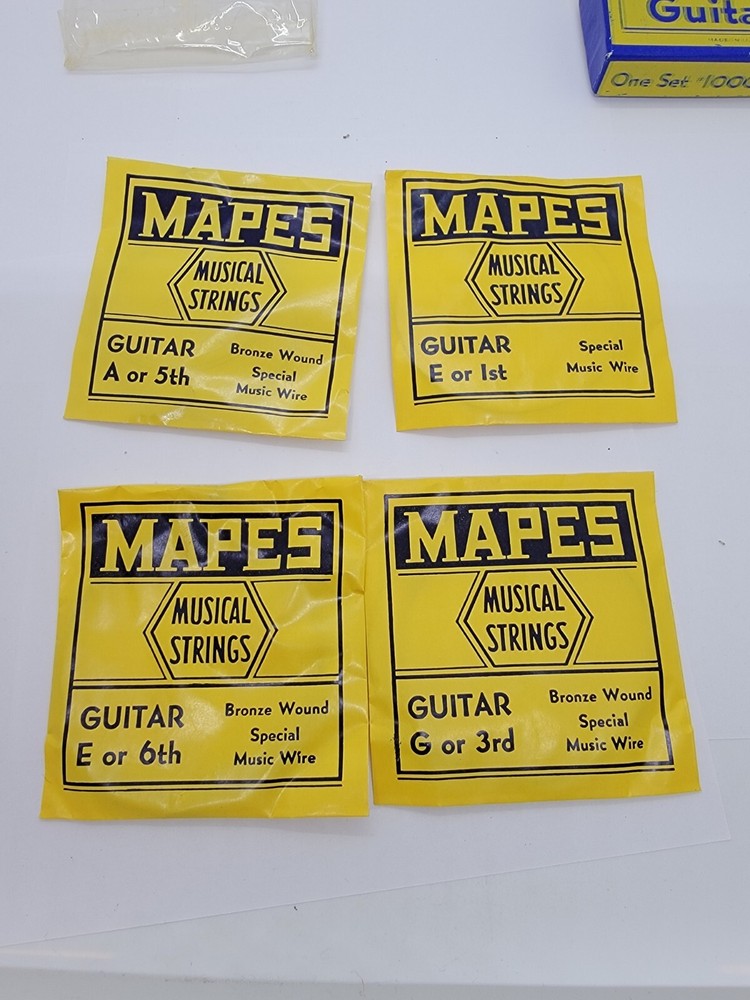 Guita
One Set #1000
MAPES
MUSICAL
STRINGS
GUITAR
A or 5th
Bronze Wound
Special
Music Wire
MAPES
MUSICAL
STRINGS
GUITAR
E or 1st
Special
Music Wire
MAPES
MUSICAL
STRINGS
GUITAR
E or 6th
Bronze Wound
Special
Music Wire
MAPES
MUSICAL
STRINGS
GUITAR
G or 3rd
Bronze Wound
Special
Music Wire